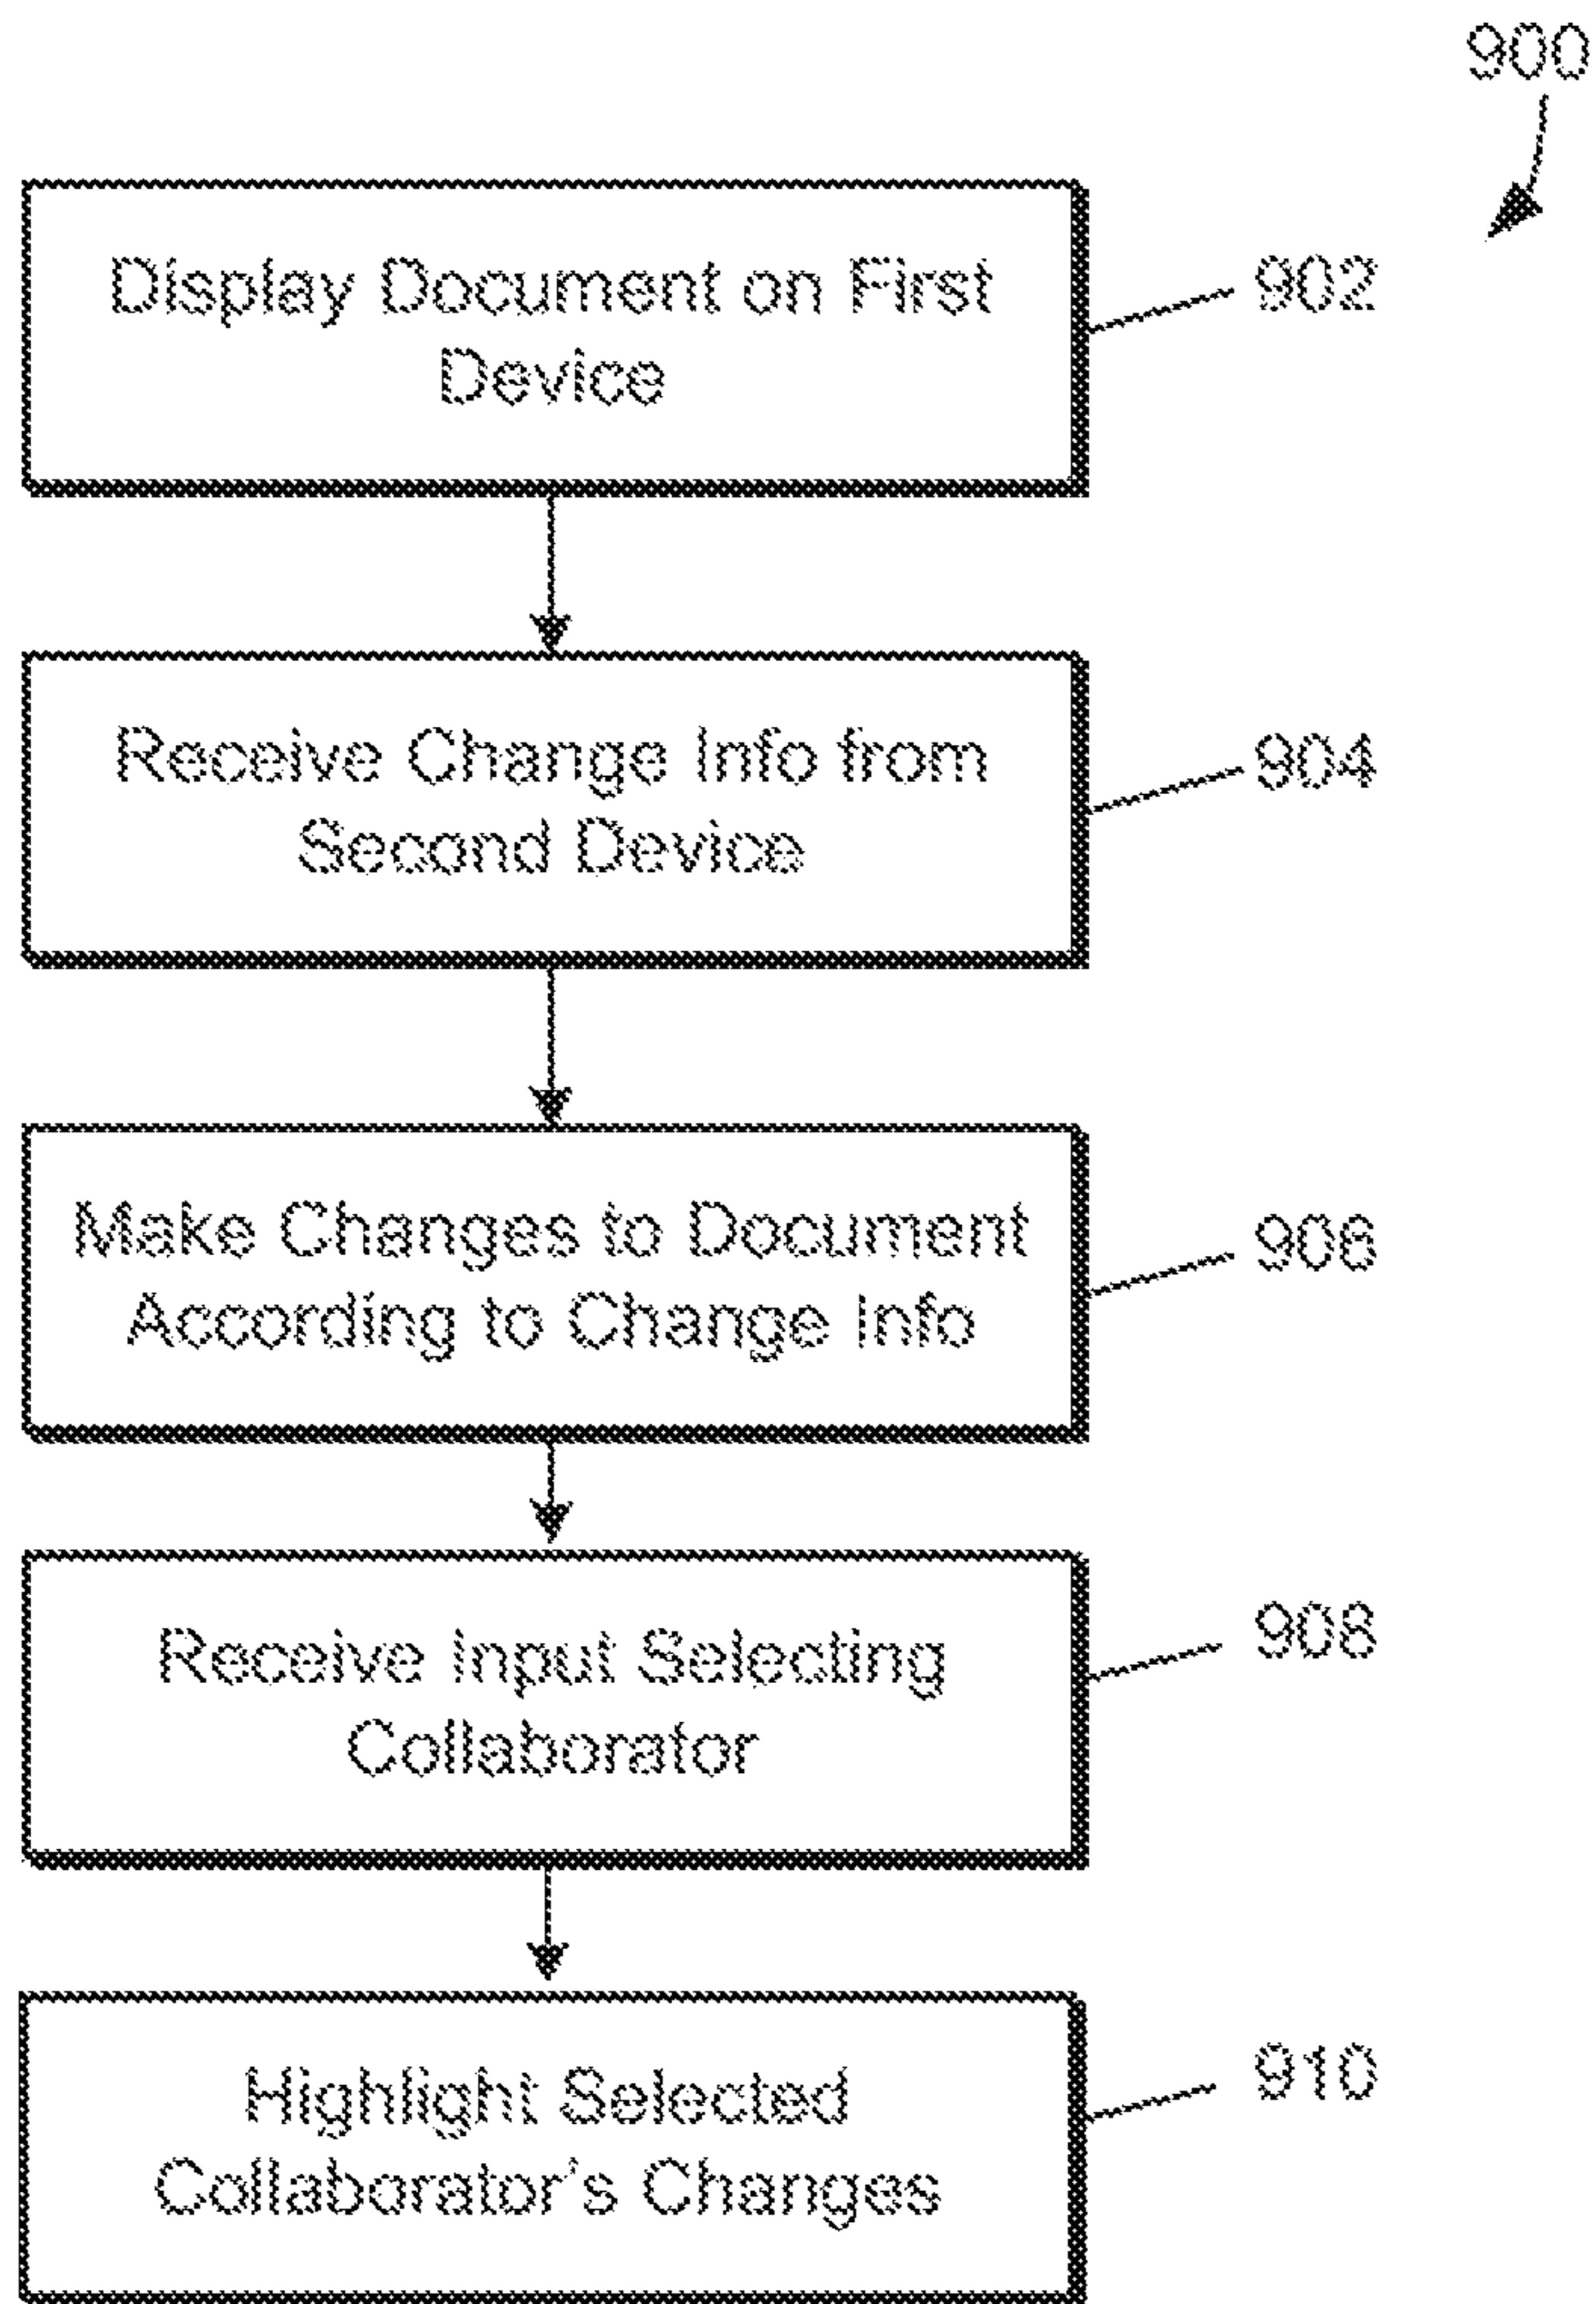 900
Display Document on First
Device
902
Receive Change Info from
Second Device
904
Make Changes to Document
According to Change Info
906
Receive Input Selecting
Collaborator
908
Highlight Selected
Collaborator's Changes
910